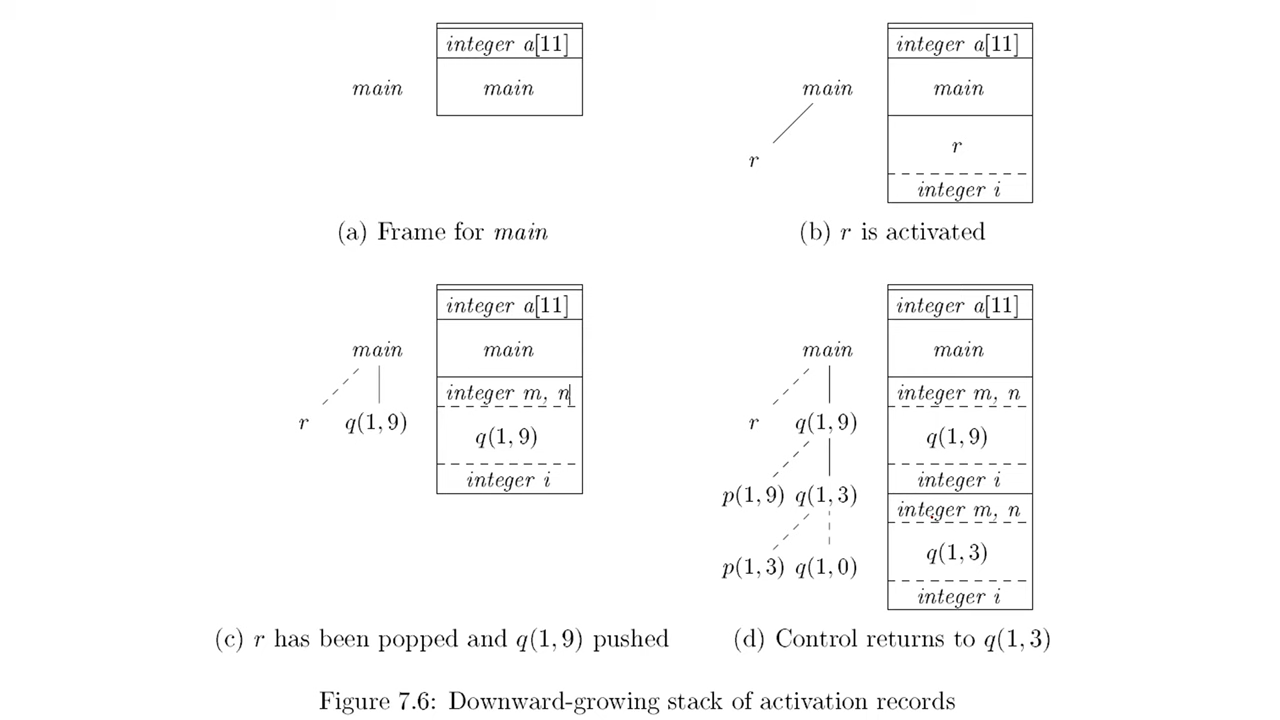 integer a[11]
main main
(a) Frame for main
integer a[11]
main main
r
r
integer i
(b) r is activated
integer a[11]
main main
integer m, n
r q(1, 9) q(1, 9)
integer i
(c) r has been popped and q(1, 9) pushed
integer a[11]
main main
integer m, n
r q(1, 9) q(1, 9)
integer i
p(1, 9) q(1, 3)
integer m, n
q(1, 3)
p(1, 3) q(1, 0)
integer i
(d) Control returns to q(1, 3)
Figure 7.6: Downward-growing stack of activation records